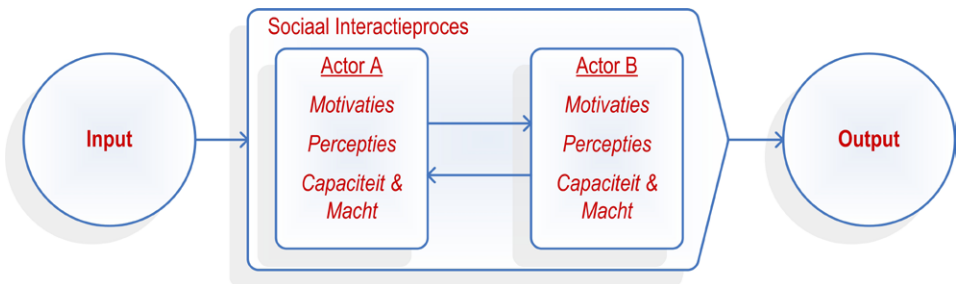 Sociaal Interactieproces
Input
Actor A
Motivaties
Percepties
Capaciteit &
Macht
Actor B
Motivaties
Percepties
Capaciteit &
Macht
Output